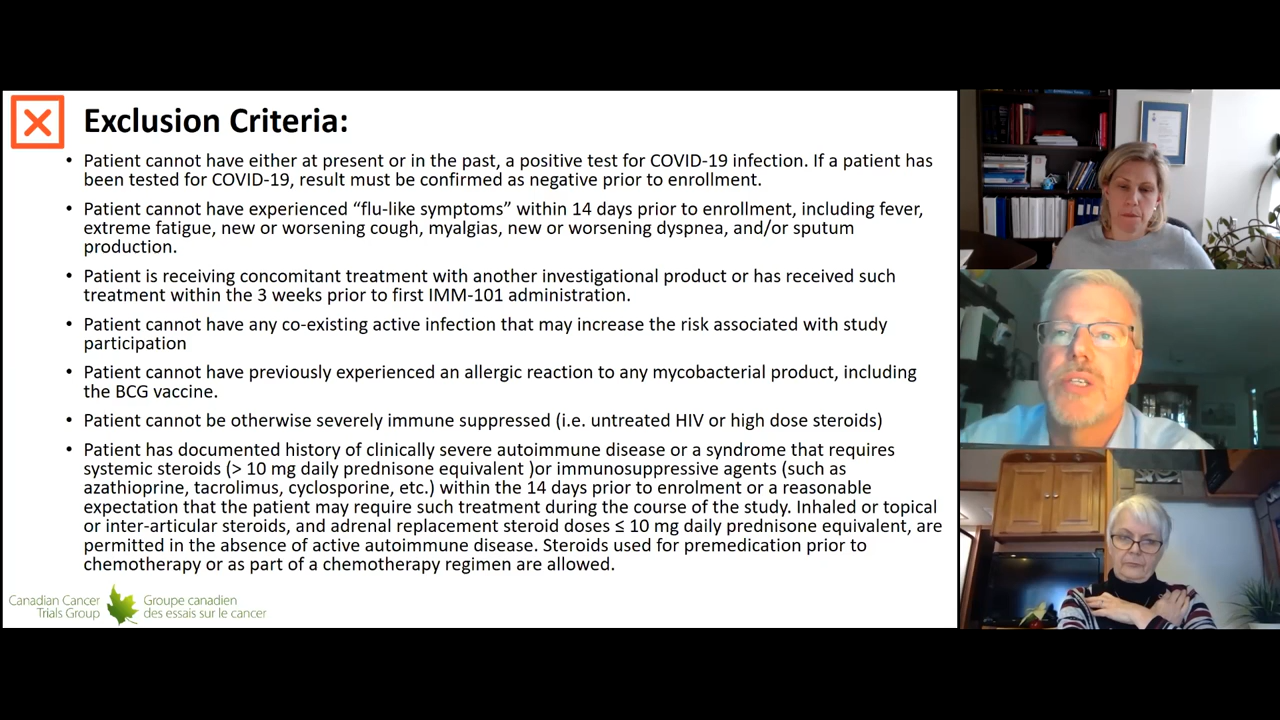 Exclusion Criteria:
• Patient cannot have either at present or in the past, a positive test for COVID-19 infection. If a patient has
been tested for COVID-19, result must be confirmed as negative prior to enrollment.
• Patient cannot have experienced “flu-like symptoms” within 14 days prior to enrollment, including fever,
extreme fatigue, new or worsening cough, myalgias, new or worsening dyspnea, and/or sputum
production.
• Patient is receiving concomitant treatment with another investigational product or has received such
treatment within the 3 weeks prior to first IMM-101 administration.
• Patient cannot have any co-existing active infection that may increase the risk associated with study
participation
• Patient cannot have previously experienced an allergic reaction to any mycobacterial product, including
the BCG vaccine.
• Patient cannot be otherwise severely immune suppressed (i.e. untreated HIV or high dose steroids)
• Patient has documented history of clinically severe autoimmune disease or a syndrome that requires
systemic steroids (> 10 mg daily prednisone equivalent )or immunosuppressive agents (such as
azathioprine, tacrolimus, cyclosporine, etc.) within the 14 days prior to enrolment or a reasonable
expectation that the patient may require such treatment during the course of the study. Inhaled or topical
or inter-articular steroids, and adrenal replacement steroid doses ≤ 10 mg daily prednisone equivalent, are
permitted in the absence of active autoimmune disease. Steroids used for premedication prior to
chemotherapy or as part of a chemotherapy regimen are allowed.
Canadian Cancer
Trials Group
Groupe canadien
des essais sur le cancer